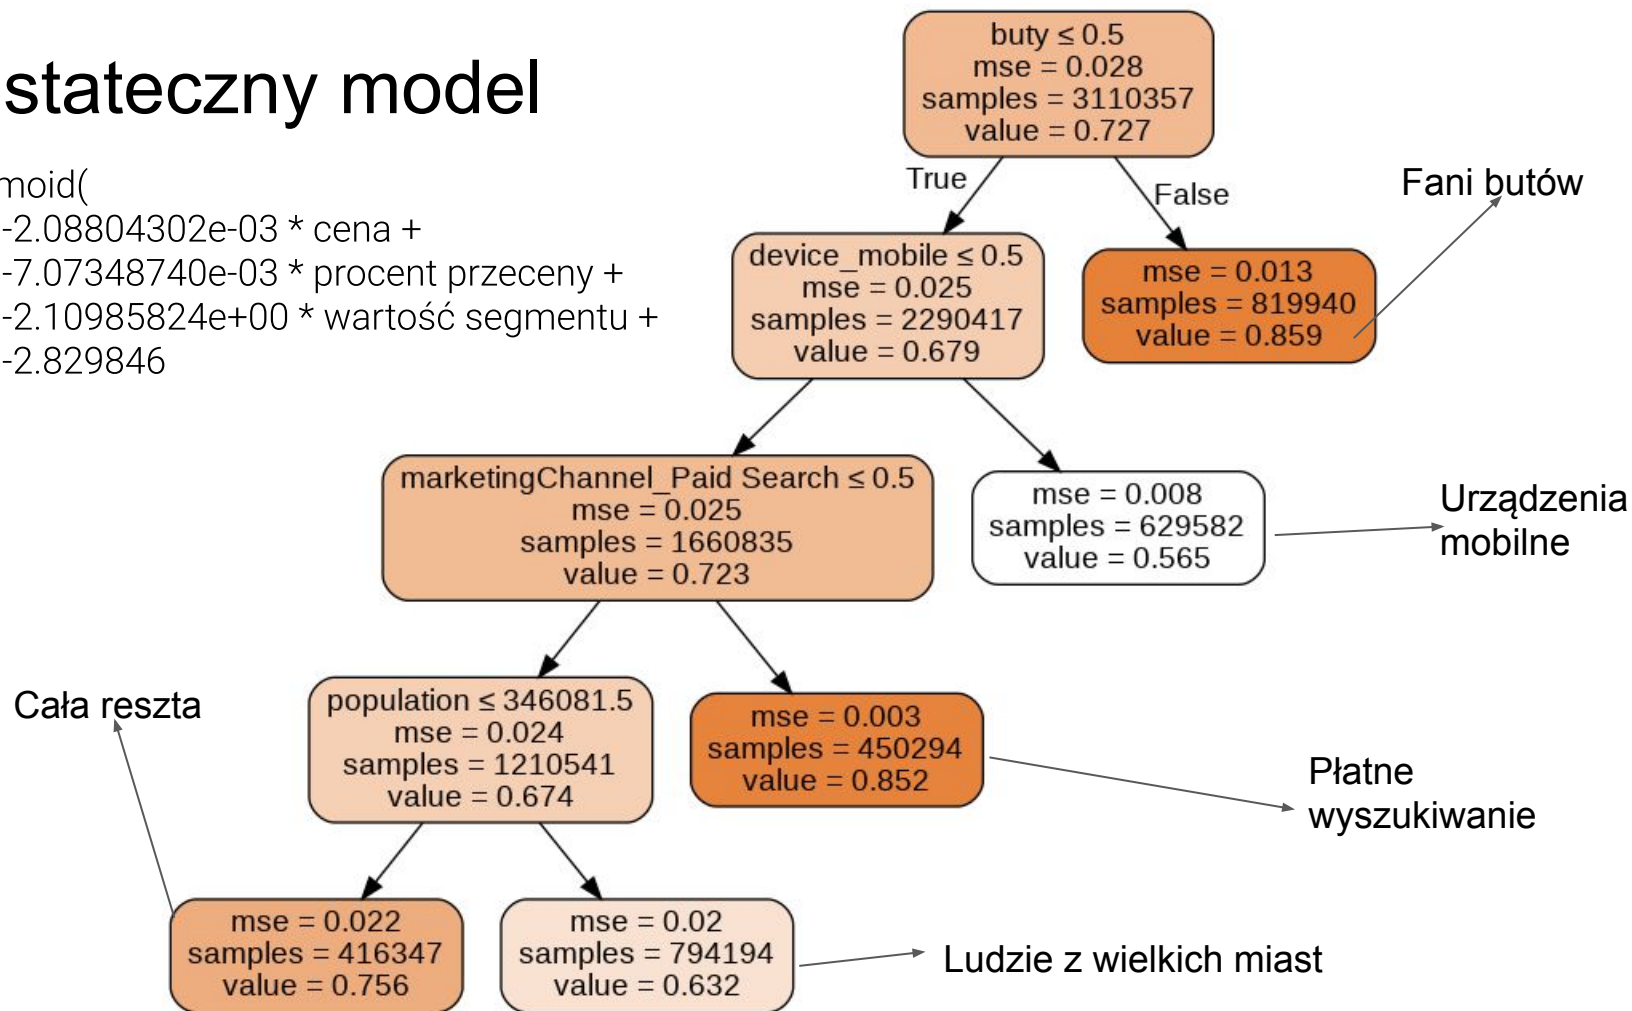 stateczny model
moid(
-2.08804302e-03 * cena +
-7.07348740e-03 * procent przeceny +
-2.10985824e+00 * wartość segmentu +
-2.829846
buty ≤ 0.5
mse = 0.028
samples = 3110357
value = 0.727
True
False
Fani butów
device_mobile ≤ 0.5
mse = 0.025
samples = 2290417
value = 0.679
mse = 0.013
samples = 819940
value = 0.859
marketingChannel_Paid Search ≤ 0.5
mse = 0.025
samples = 1660835
value = 0.723
mse = 0.008
samples = 629582
value = 0.565
Urządzenia
mobilne
Cała reszta
population ≤ 346081.5
mse = 0.024
samples = 1210541
value = 0.674
mse = 0.003
samples = 450294
value = 0.852
Płatne
wyszukiwanie
mse = 0.022
samples = 416347
value = 0.756
mse = 0.02
samples = 794194
value = 0.632
Ludzie z wielkich miast